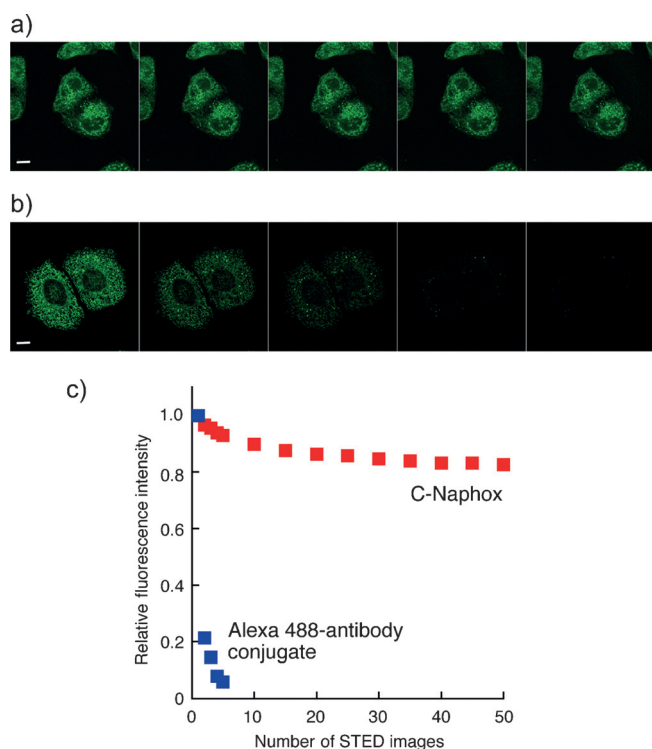 a)
b)
c)
Relative fluorescence intensity
1.0
0.8
0.6
0.4
0.2
0
C-Naphox
Alexa 488-antibody
conjugate
0 10 20 30 40 50
Number of STED images